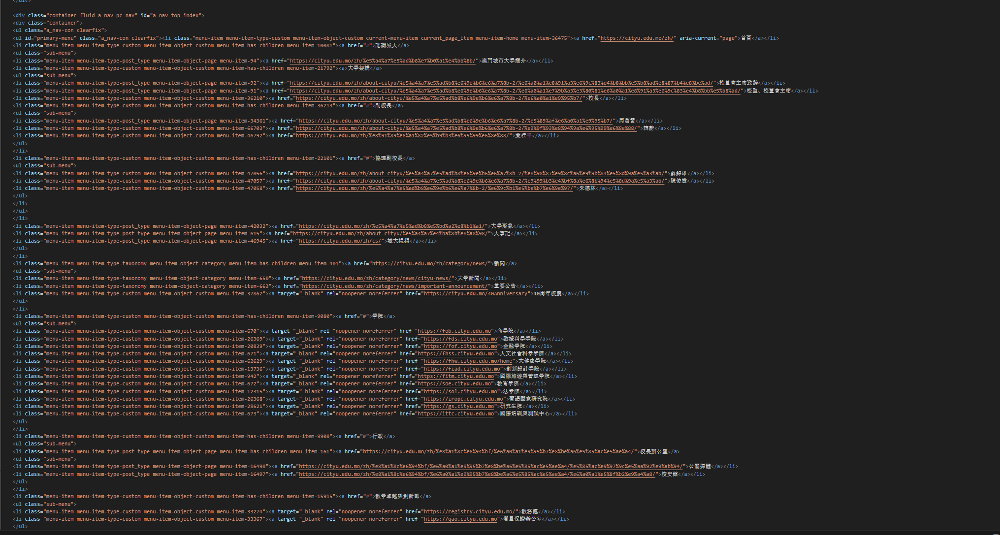 </div>
<div class="container-fluid a_nav pc_nav" id="a_nav_top_index">
<div class="container">
<ul class="a_nav-con clearfix">
<ul id="primary-menu" class="a_nav-con clearfix"><li class="menu-item menu-item-type-custom menu-item-object-custom current-menu-item current_page_item menu-item-home menu-item-36475"><a href="https://cityu.edu.mo/zh/" aria-current="page">首頁</a></li>
<li class="menu-item menu-item-type-custom menu-item-object-custom menu-item-has-children menu-item-10081"><a href="#">認識城大</a>
<ul class="sub-menu">
<li class="menu-item menu-item-type-post_type menu-item-object-page menu-item-94"><a href="https://cityu.edu.mo/zh/%e5%a4%a7%e5%ad%b8%e7%b0%a1%e4%bb%8b/">澳門城市大學簡介</a></li>
<li class="menu-item menu-item-type-custom menu-item-object-custom menu-item-has-children menu-item-21792"><a>大學架構</a>
<ul class="sub-menu">
<li class="menu-item menu-item-type-post_type menu-item-object-page menu-item-92"><a href="https://cityu.edu.mo/zh/about-cityu/%e5%a4%a7%e5%ad%b8%e6%9e%b6%e6%a7%8b-2/%e6%a0%a1%e8%91%a3%e6%9c%83%e4%b8%bb%e5%b8%ad%e8%87%b4%e8%be%ad/">校董會主席致辭</a></li>
<li class="menu-item menu-item-type-post_type menu-item-object-page menu-item-91"><a href="https://cityu.edu.mo/zh/about-cityu/%e5%a4%a7%e5%ad%b8%e6%9e%b6%e6%a7%8b-2/%e6%a0%a1%e7%9b%a3%e3%80%81%e6%a0%a1%e8%91%a3%e6%9c%83%e4%b8%bb%e5%b8%ad/">校監、校董會主席</a></li>
<li class="menu-item menu-item-type-custom menu-item-object-custom menu-item-36210"><a href="https://cityu.edu.mo/zh/about-cityu/%e5%a4%a7%e5%ad%b8%e6%9e%b6%e6%a7%8b-2/%e6%a0%a1%e9%95%b7/">校長</a></li>
<li class="menu-item menu-item-type-custom menu-item-object-custom menu-item-has-children menu-item-36213"><a href="#">副校長</a>
<ul class="sub-menu">
<li class="menu-item menu-item-type-post_type menu-item-object-page menu-item-34361"><a href="https://cityu.edu.mo/zh/about-cityu/%e5%a4%a7%e5%ad%b8%e6%9e%b6%e6%a7%8b-2/%e5%89%af%e6%a0%a1%e9%95%b7/">周萬雷</a></li>
<li class="menu-item menu-item-type-custom menu-item-object-custom menu-item-66703"><a href="https://cityu.edu.mo/zh/about-cityu/%e5%a4%a7%e5%ad%b8%e6%9e%b6%e6%a7%8b-2/%e9%9f%93%e8%94%9a%e6%95%99%e6%8e%88/">韓蔚</a></li>
<li class="menu-item menu-item-type-custom menu-item-object-custom menu-item-46792"><a href="https://cityu.edu.mo/zh/%e8%91%89%e6%a1%82%e5%b9%b3%e6%95%99%e6%8e%88/">葉桂平</a></li>
</ul>
</li>
<li class="menu-item menu-item-type-custom menu-item-object-custom menu-item-has-children menu-item-22101"><a href="#">協理副校長</a>
<ul class="sub-menu">
<li class="menu-item menu-item-type-custom menu-item-object-custom menu-item-47056"><a href="https://cityu.edu.mo/zh/about-cityu/%e5%a4%a7%e5%ad%b8%e6%9e%b6%e6%a7%8b-2/%e8%98%87%e9%8c%a6%e9%9b%84%e5%8d%9a%e5%a3%ab/">蘇錦雄</a></li>
<li class="menu-item menu-item-type-custom menu-item-object-custom menu-item-47057"><a href="https://cityu.edu.mo/zh/about-cityu/%e5%a4%a7%e5%ad%b8%e6%9e%b6%e6%a7%8b-2/%e9%99%b3%e4%bf%8a%e6%8b%94%e5%8d%9a%e5%a3%ab/">陳俊拔</a></li>
<li class="menu-item menu-item-type-custom menu-item-object-custom menu-item-47058"><a href="https://cityu.edu.mo/zh/%e5%a4%a7%e5%ad%b8%e6%9e%b6%e6%a7%8b-2/%e6%9c%b1%e5%be%b7%e6%9e%97/">朱德林</a></li>
</ul>
</li>
</ul>
</li>
<li class="menu-item menu-item-type-post_type menu-item-object-page menu-item-42032"><a href="https://cityu.edu.mo/zh/%e5%a4%a7%e5%ad%b8%e5%bd%a2%e8%b1%a1/">大學形象</a></li>
<li class="menu-item menu-item-type-post_type menu-item-object-page menu-item-615"><a href="https://cityu.edu.mo/zh/about-cityu/%e5%a4%a7%e4%ba%8b%e8%a8%98/">大事記</a></li>
<li class="menu-item menu-item-type-post_type menu-item-object-page menu-item-46945"><a href="https://cityu.edu.mo/zh/cs/">城大視頻</a></li>
</ul>
</li>
<li class="menu-item menu-item-type-taxonomy menu-item-object-category menu-item-has-children menu-item-401"><a href="https://cityu.edu.mo/zh/category/news/">新聞</a>
<ul class="sub-menu">
<li class="menu-item menu-item-type-taxonomy menu-item-object-category menu-item-650"><a href="https://cityu.edu.mo/zh/category/news/cityu-news/">大學新聞</a></li>
<li class="menu-item menu-item-type-taxonomy menu-item-object-category menu-item-663"><a href="https://cityu.edu.mo/zh/category/news/important-announcement/">重要公告</a></li>
<li class="menu-item menu-item-type-custom menu-item-object-custom menu-item-37862"><a target="_blank" rel="noopener noreferrer" href="https://cityu.edu.mo/40Anniversary">40周年校慶</a></li>
</ul>
</li>
<li class="menu-item menu-item-type-custom menu-item-object-custom menu-item-has-children menu-item-9080"><a href="#">學院</a>
<ul class="sub-menu">
<li class="menu-item menu-item-type-custom menu-item-object-custom menu-item-670"><a target="_blank" rel="noopener noreferrer" href="https://fob.cityu.edu.mo">商學院</a></li>
<li class="menu-item menu-item-type-custom menu-item-object-custom menu-item-26369"><a target="_blank" rel="noopener noreferrer" href="https://fds.cityu.edu.mo">數據科學學院</a></li>
<li class="menu-item menu-item-type-custom menu-item-object-custom menu-item-20839"><a target="_blank" rel="noopener noreferrer" href="https://fof.cityu.edu.mo">金融學院</a></li>
<li class="menu-item menu-item-type-custom menu-item-object-custom menu-item-671"><a target="_blank" rel="noopener noreferrer" href="https://fhss.cityu.edu.mo">人文社會科學學院</a></li>
<li class="menu-item menu-item-type-custom menu-item-object-custom menu-item-62629"><a target="_blank" rel="noopener noreferrer" href="https://fhw.cityu.edu.mo/home">大健康學院</a></li>
<li class="menu-item menu-item-type-custom menu-item-object-custom menu-item-13736"><a target="_blank" rel="noopener noreferrer" href="https://fiad.cityu.edu.mo">創新設計學院</a></li>
<li class="menu-item menu-item-type-custom menu-item-object-custom menu-item-942"><a target="_blank" rel="noopener noreferrer" href="https://fitm.cityu.edu.mo">國際旅遊與管理學院</a></li>
<li class="menu-item menu-item-type-custom menu-item-object-custom menu-item-672"><a target="_blank" rel="noopener noreferrer" href="https://soe.cityu.edu.mo">教育學院</a></li>
<li class="menu-item menu-item-type-custom menu-item-object-custom menu-item-12315"><a target="_blank" rel="noopener noreferrer" href="https://sol.cityu.edu.mo">法學院</a></li>
<li class="menu-item menu-item-type-custom menu-item-object-custom menu-item-26368"><a target="_blank" rel="noopener noreferrer" href="https://iropc.cityu.edu.mo">葡語國家研究院</a></li>
<li class="menu-item menu-item-type-custom menu-item-object-custom menu-item-28621"><a target="_blank" rel="noopener noreferrer" href="https://gs.cityu.edu.mo">研究生院</a></li>
<li class="menu-item menu-item-type-custom menu-item-object-custom menu-item-673"><a target="_blank" rel="noopener noreferrer" href="https://ittc.cityu.edu.mo">國際培訓與測試中心</a></li>
</ul>
</li>
<li class="menu-item menu-item-type-custom menu-item-object-custom menu-item-has-children menu-item-9908"><a href="#">行政</a>
<ul class="sub-menu">
<li class="menu-item menu-item-type-post_type menu-item-object-page menu-item-has-children menu-item-161"><a href="https://cityu.edu.mo/zh/%e8%a1%8c%e6%94%bf/%e6%a0%a1%e9%95%b7%e8%be%a6%e5%85%ac%e5%ae%a4/">校長辦公室</a>
<ul class="sub-menu">
<li class="menu-item menu-item-type-post_type menu-item-object-page menu-item-16498"><a href="https://cityu.edu.mo/zh/%e8%a1%8c%e6%94%bf/%e6%a0%a1%e9%95%b7%e8%be%a6%e5%85%ac%e5%ae%a4/%e5%85%ac%e9%97%9c%e5%aa%92%e9%ab%94/">公關媒體</a></li>
<li class="menu-item menu-item-type-post_type menu-item-object-page menu-item-16497"><a href="https://cityu.edu.mo/zh/%e8%a1%8c%e6%94%bf/%e6%a0%a1%e9%95%b7%e8%be%a6%e5%85%ac%e5%ae%a4/%e6%a0%a1%e5%8f%b2%e9%a4%a8/">校史館</a></li>
</ul>
</li>
<li class="menu-item menu-item-type-custom menu-item-object-custom menu-item-has-children menu-item-15915"><a href="#">教學卓越與創新部</a>
<ul class="sub-menu">
<li class="menu-item menu-item-type-custom menu-item-object-custom menu-item-33274"><a target="_blank" rel="noopener noreferrer" href="https://registry.cityu.edu.mo/">教務處</a></li>
<li class="menu-item menu-item-type-custom menu-item-object-custom menu-item-33367"><a target="_blank" rel="noopener noreferrer" href="https://qao.cityu.edu.mo">質量保證辦公室</a></li>
</ul>